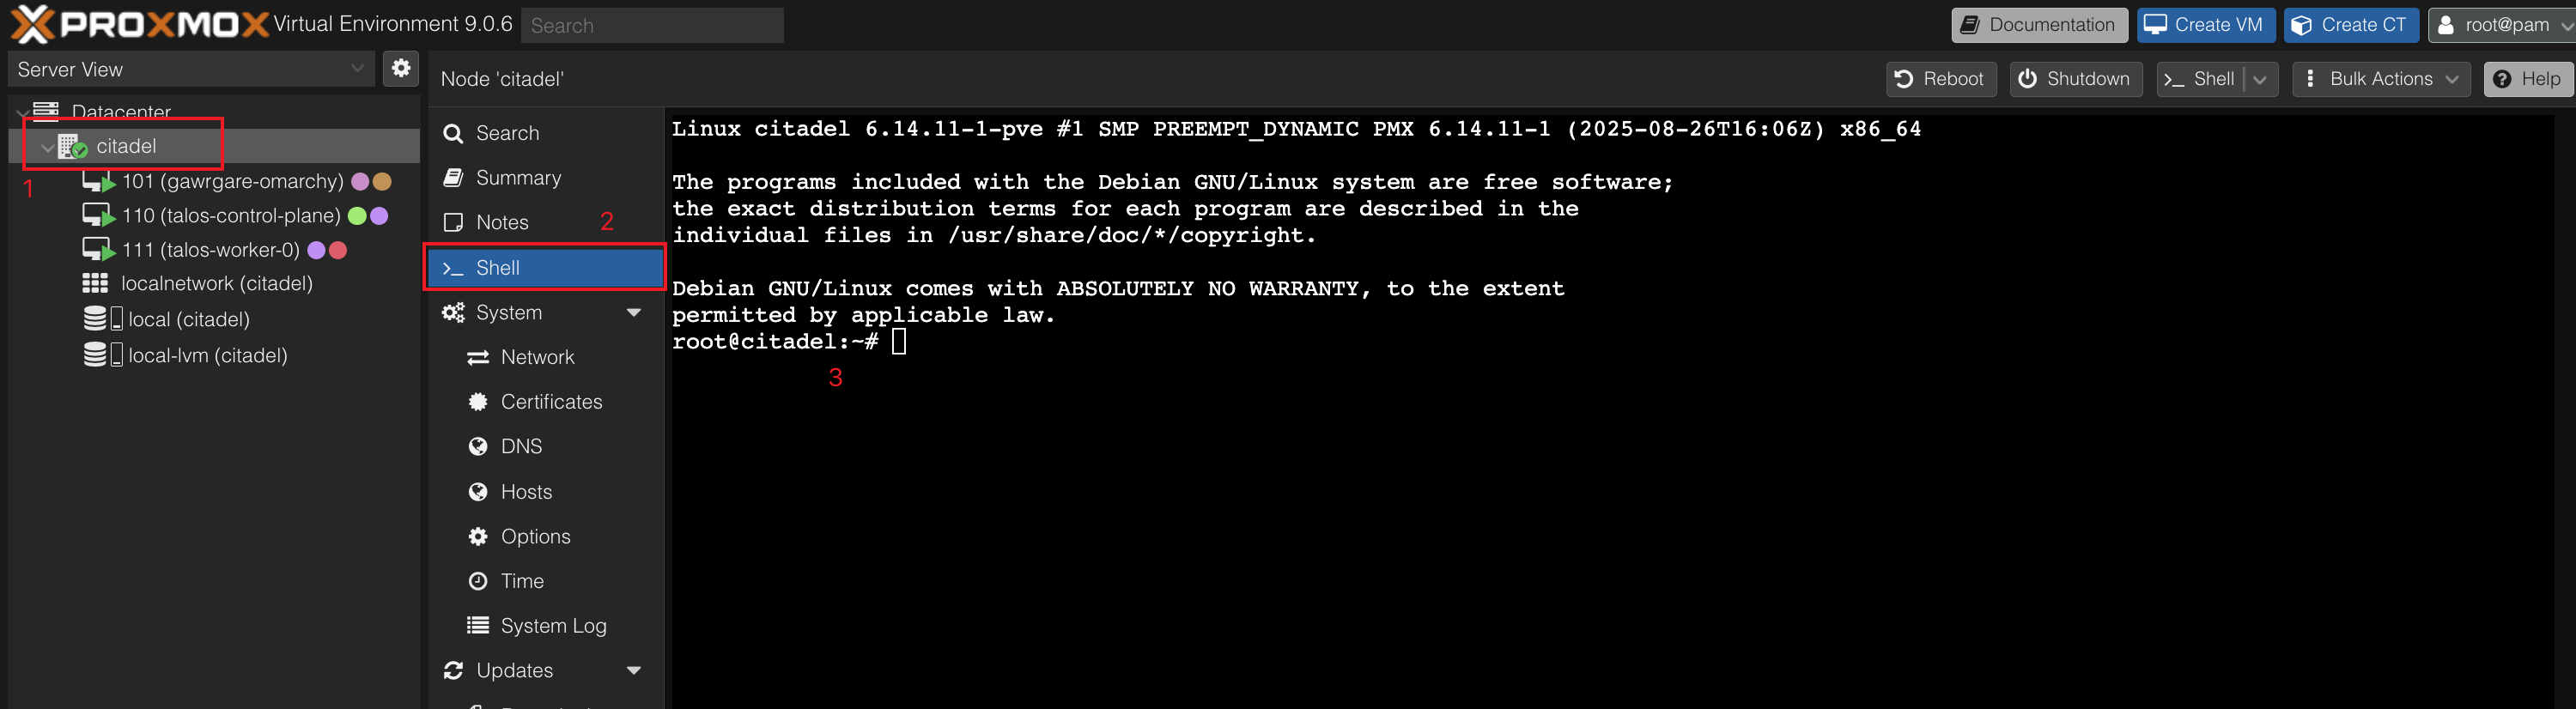 PROXMOX Virtual Environment 9.0.6
Search
Documentation
Create VM
Create CT
root@pam
Server View
Node 'citadel'
Reboot
Shutdown
Shell
Bulk Actions
Help
Datacenter
citadel
1
101 (gawrgare-omarchy)
110 (talos-control-plane)
111 (talos-worker-0)
localnetwork (citadel)
local (citadel)
local-lvm (citadel)
Search
Summary
Notes
2
Shell
System
Network
Certificates
DNS
Hosts
Options
Time
System Log
Updates
Linux citadel 6.14.11-1-pve #1 SMP PREEMPT_DYNAMIC PMX 6.14.11-1 (2025-08-26T16:06Z) x86_64
The programs included with the Debian GNU/Linux system are free software;
the exact distribution terms for each program are described in the
individual files in /usr/share/doc/*/copyright.
Debian GNU/Linux comes with ABSOLUTELY NO WARRANTY, to the extent
permitted by applicable law.
root@citadel:~#
3